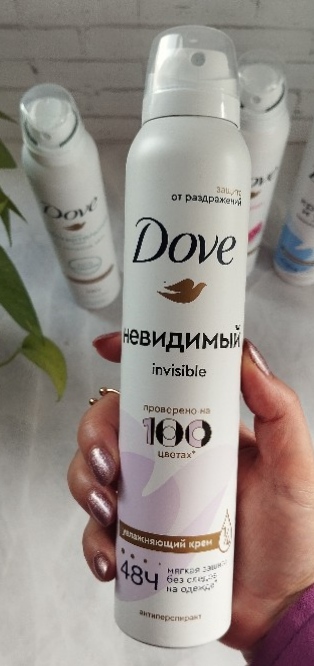 защита
от раздражений
Dove
невидимый
invisible
проверено на
100
цветах*
увлажняющий крем
48ч
мягкая защита
без следов
на одежде*
антиперспирант
Dove